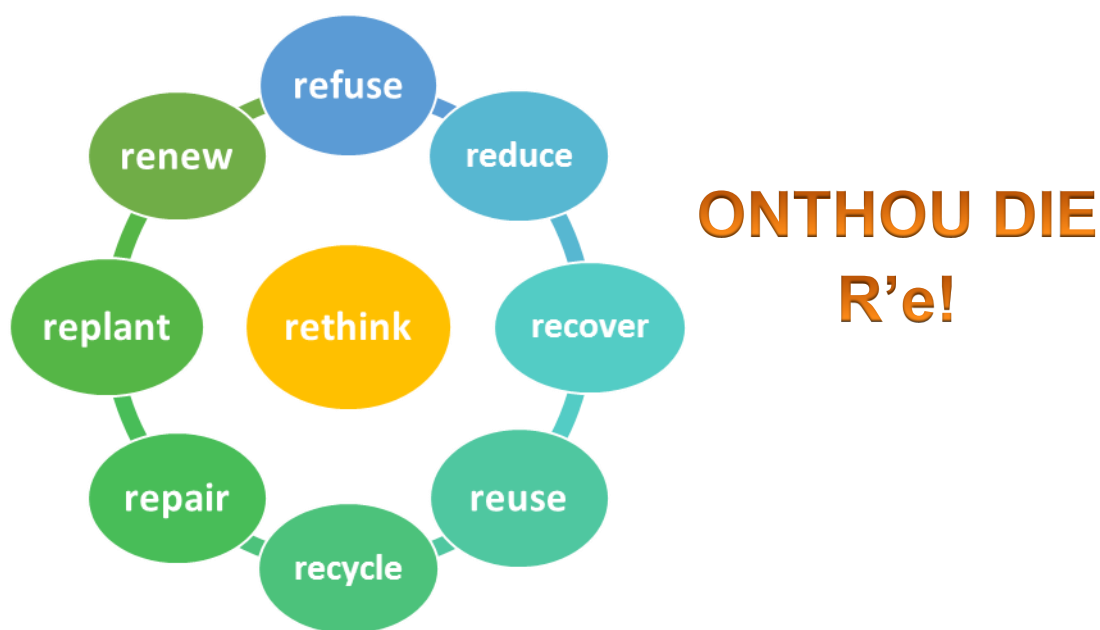 refuse
reduce
recover
reuse
recycle
repair
replant
renew
rethink
ONTHOU DIE
R’e!